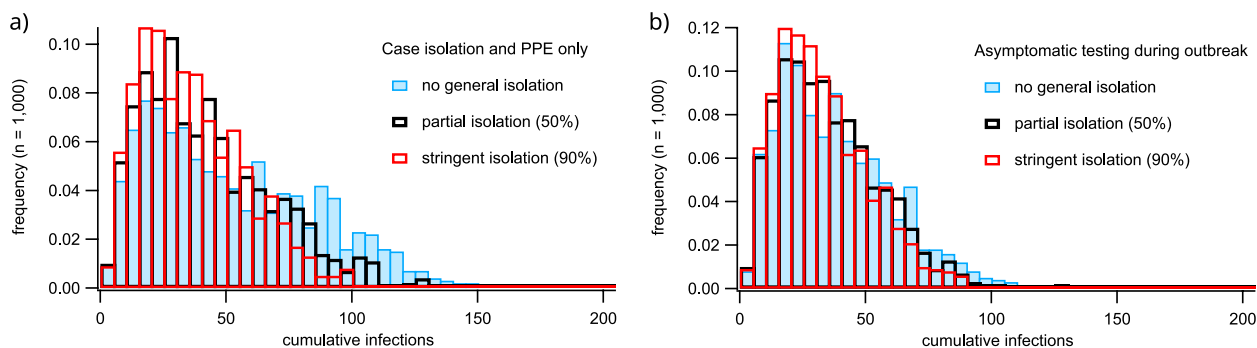 a)
Case isolation and PPE only
no general isolation
partial isolation (50%)
stringent isolation (90%)
frequency (n = 1,000)
0.10
0.08
0.06
0.04
0.02
0.00
0
50
100
150
200
cumulative infections
b)
Asymptomatic testing during outbreak
no general isolation
partial isolation (50%)
stringent isolation (90%)
frequency (n = 1,000)
0.12
0.10
0.08
0.06
0.04
0.02
0.00
0
50
100
150
200
cumulative infections